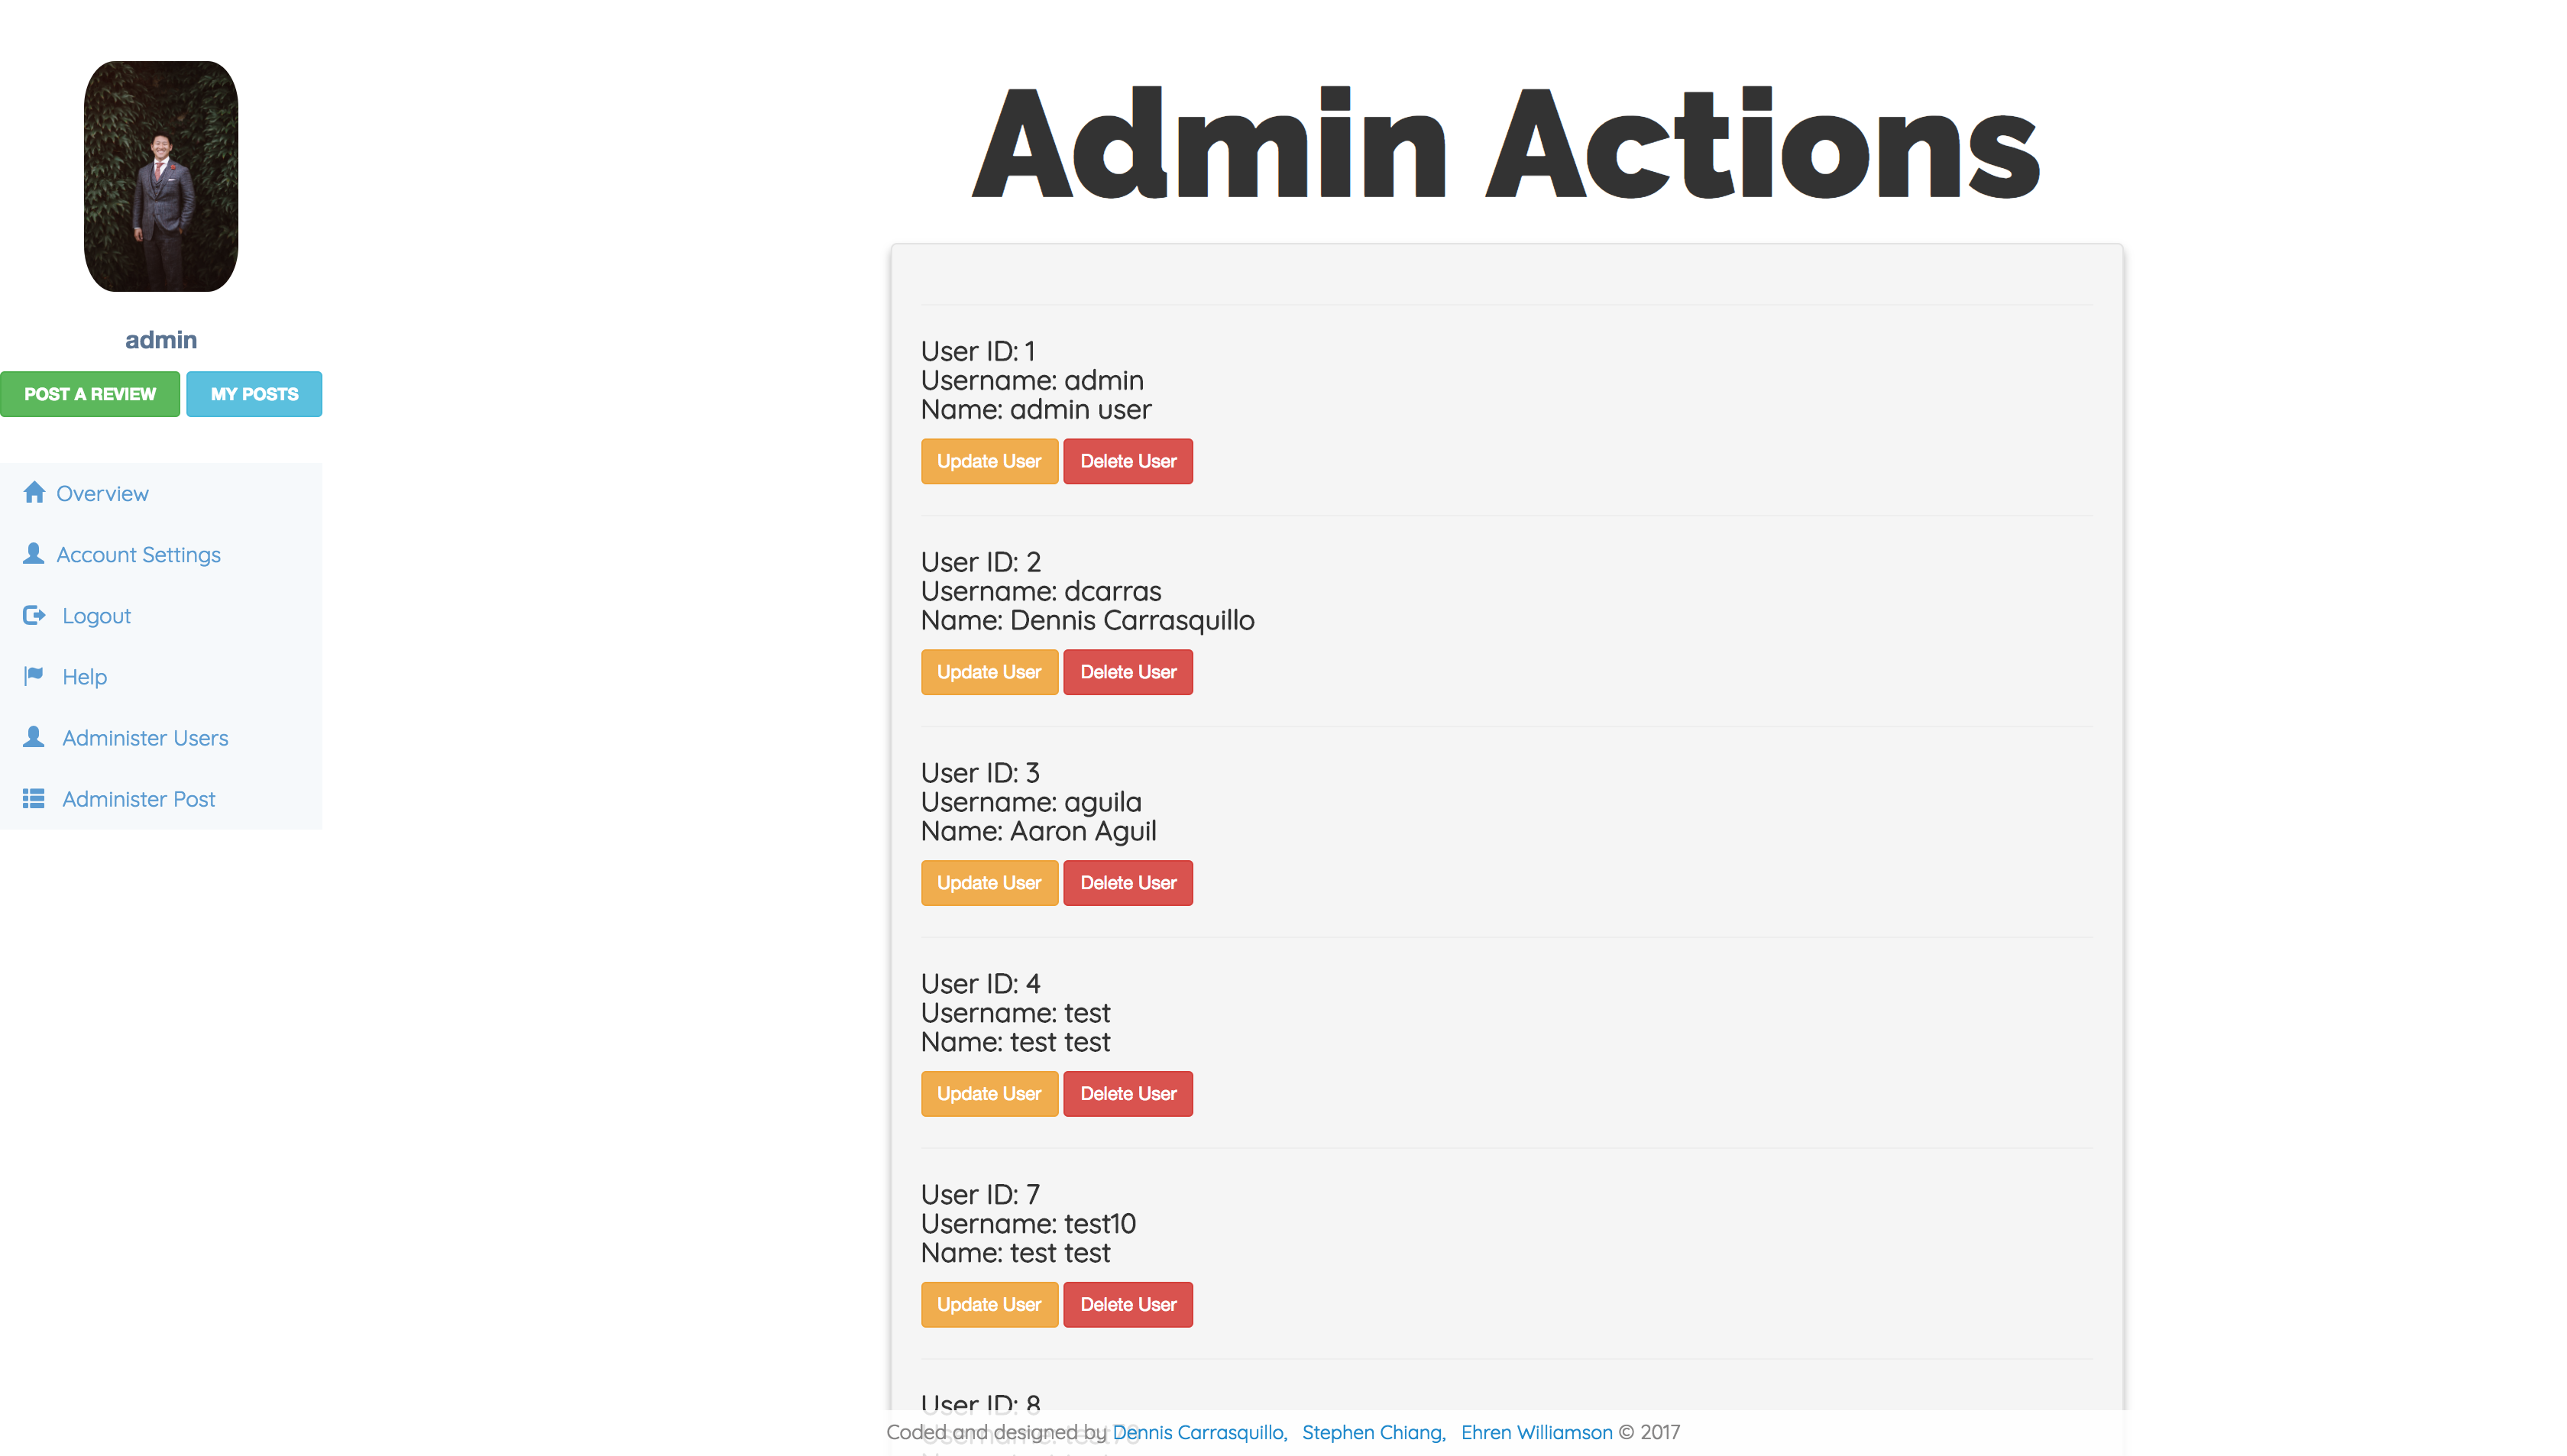 Admin Actions
admin
POST A REVIEW MY POSTS
Overview
Account Settings
Logout
Help
Administer Users
Administer Post
User ID: 1
Username: admin
Name: admin user
Update User Delete User
User ID: 2
Username: dcarras
Name: Dennis Carrasquillo
Update User Delete User
User ID: 3
Username: aguila
Name: Aaron Aguil
Update User Delete User
User ID: 4
Username: test
Name: test test
Update User Delete User
User ID: 7
Username: test10
Name: test test
Update User Delete User
User ID: 8
Coded and designed by Dennis Carrasquillo, Stephen Chiang, Ehren Williamson © 2017